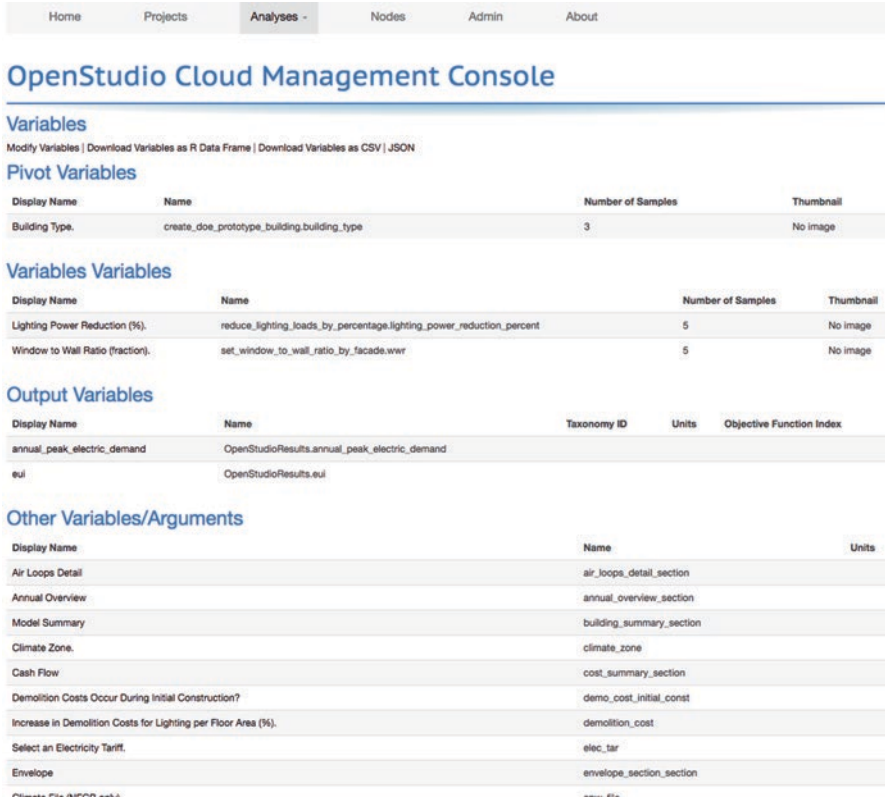 Home Projects Analyses - Nodes Admin About
OpenStudio Cloud Management Console
Variables
Modify Variables | Download Variables as R Data Frame | Download Variables as CSV | JSON
Pivot Variables
Display Name Name Number of Samples Thumbnail
Building Type. create_doe_prototype_building.building_type 3 No image
Variables Variables
Display Name Name Number of Samples Thumbnail
Lighting Power Reduction (%). reduce_lighting_loads_by_percentage.lighting_power_reduction_percent 5 No image
Window to Wall Ratio (fraction). set_window_to_wall_ratio_by_facade.wwr 5 No image
Output Variables
Display Name Name Taxonomy ID Units Objective Function Index
annual_peak_electric_demand OpenStudioResults.annual_peak_electric_demand
eui OpenStudioResults.eui
Other Variables/Arguments
Display Name Name Units
Air Loops Detail air_loops_detail_section
Annual Overview annual_overview_section
Model Summary building_summary_section
Climate Zone. climate_zone
Cash Flow cost_summary_section
Demolition Costs Occur During Initial Construction? demo_cost_initial_const
Increase in Demolition Costs for Lighting per Floor Area (%). demolition_cost
Select an Electricity Tariff. elec_tar
Envelope envelope_section_section
Climate File